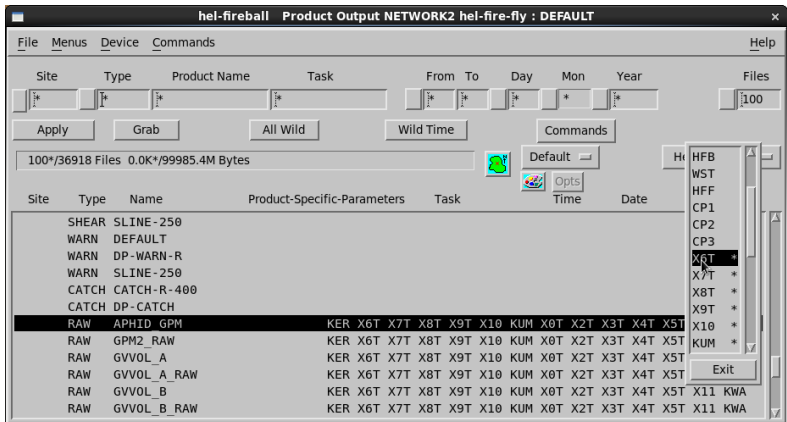 hel-fireball Product Output NETWORK2 hel-fire-fly : DEFAULT
File Menus Device Commands Help
Site Type Product Name Task From To Day Mon Year Files
* * * * * * * * * 100
Apply Grab All Wild Wild Time Commands
100*/36918 Files 0.0K*/99985.4M Bytes
Default
Opts
Site Type Name Product-Specific-Parameters Task Time Date
SHEAR SLINE-250
WARN DEFAULT
WARN DP-WARN-R
WARN SLINE-250
CATCH CATCH-R-400
CATCH DP-CATCH
RAW APHID_GPM KER X6T X7T X8T X9T X10 KUM X0T X2T X3T X4T X5T
RAW GPM2_RAW KER X6T X7T X8T X9T X10 KUM X0T X2T X3T X4T X5T
RAW GVVOL_A KER X6T X7T X8T X9T X10 KUM X0T X2T X3T X4T X5T
RAW GVVOL_A_RAW KER X6T X7T X8T X9T X10 KUM X0T X2T X3T X4T X5T
RAW GVVOL_B KER X6T X7T X8T X9T X10 KUM X0T X2T X3T X4T X5T X11 KWA
RAW GVVOL_B_RAW KER X6T X7T X8T X9T X10 KUM X0T X2T X3T X4T X5T X11 KWA
HFB
WST
HFF
CP1
CP2
CP3
X6T *
X7T *
X8T *
X9T *
X10 *
KUM *
Exit